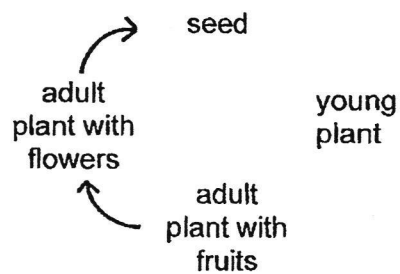 seed
adult
plant with
flowers
young
plant
adult
plant with
fruits